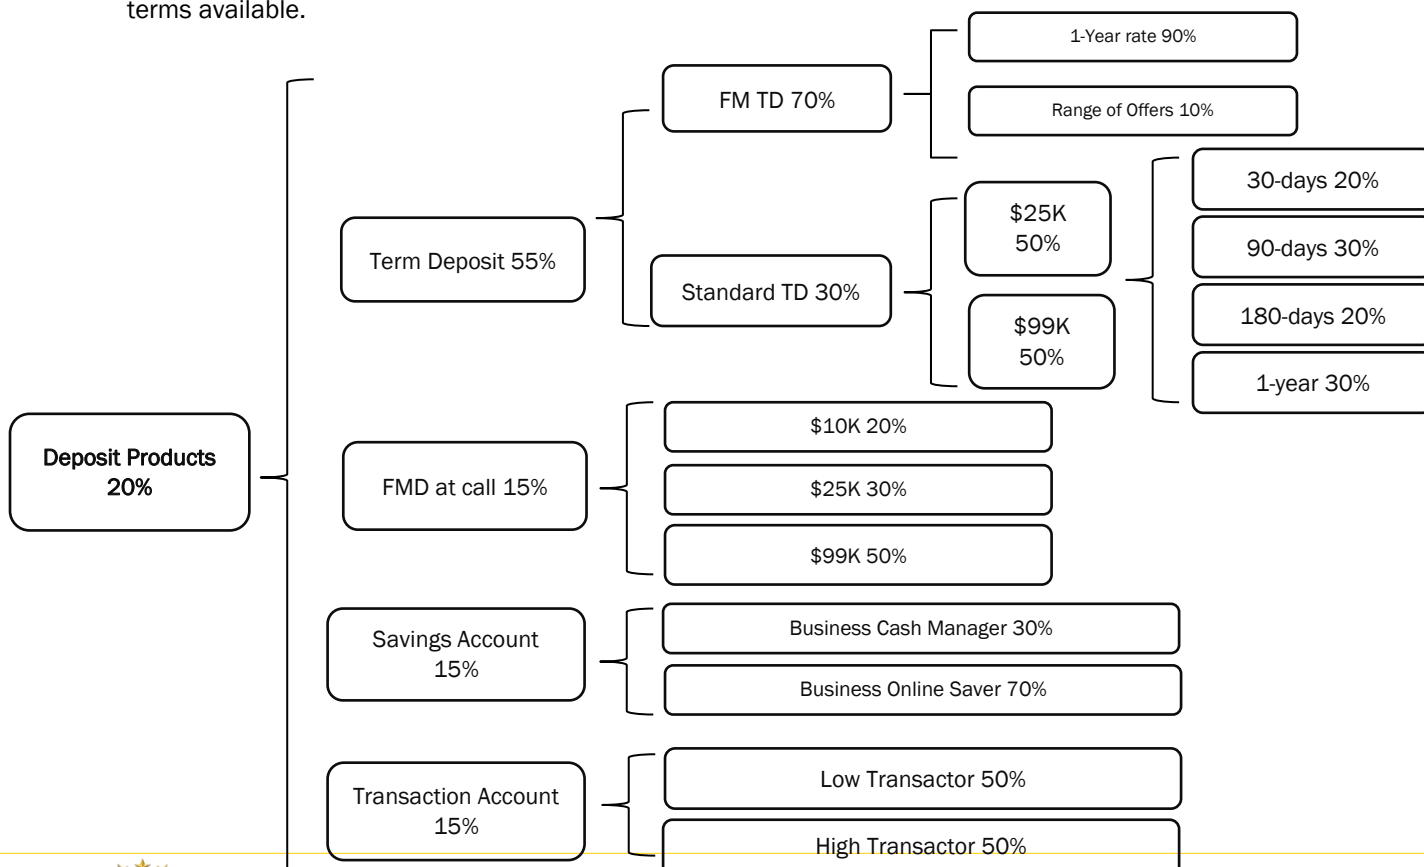 terms available.
1-Year rate 90%
FM TD 70%
Range of Offers 10%
30-days 20%
$25K
50%
90-days 30%
Term Deposit 55%
Standard TD 30%
180-days 20%
$99K
50%
1-year 30%
$10K 20%
Deposit Products
20%
FMD at call 15%
$25K 30%
$99K 50%
Savings Account
15%
Business Cash Manager 30%
Business Online Saver 70%
Transaction Account
15%
Low Transactor 50%
High Transactor 50%